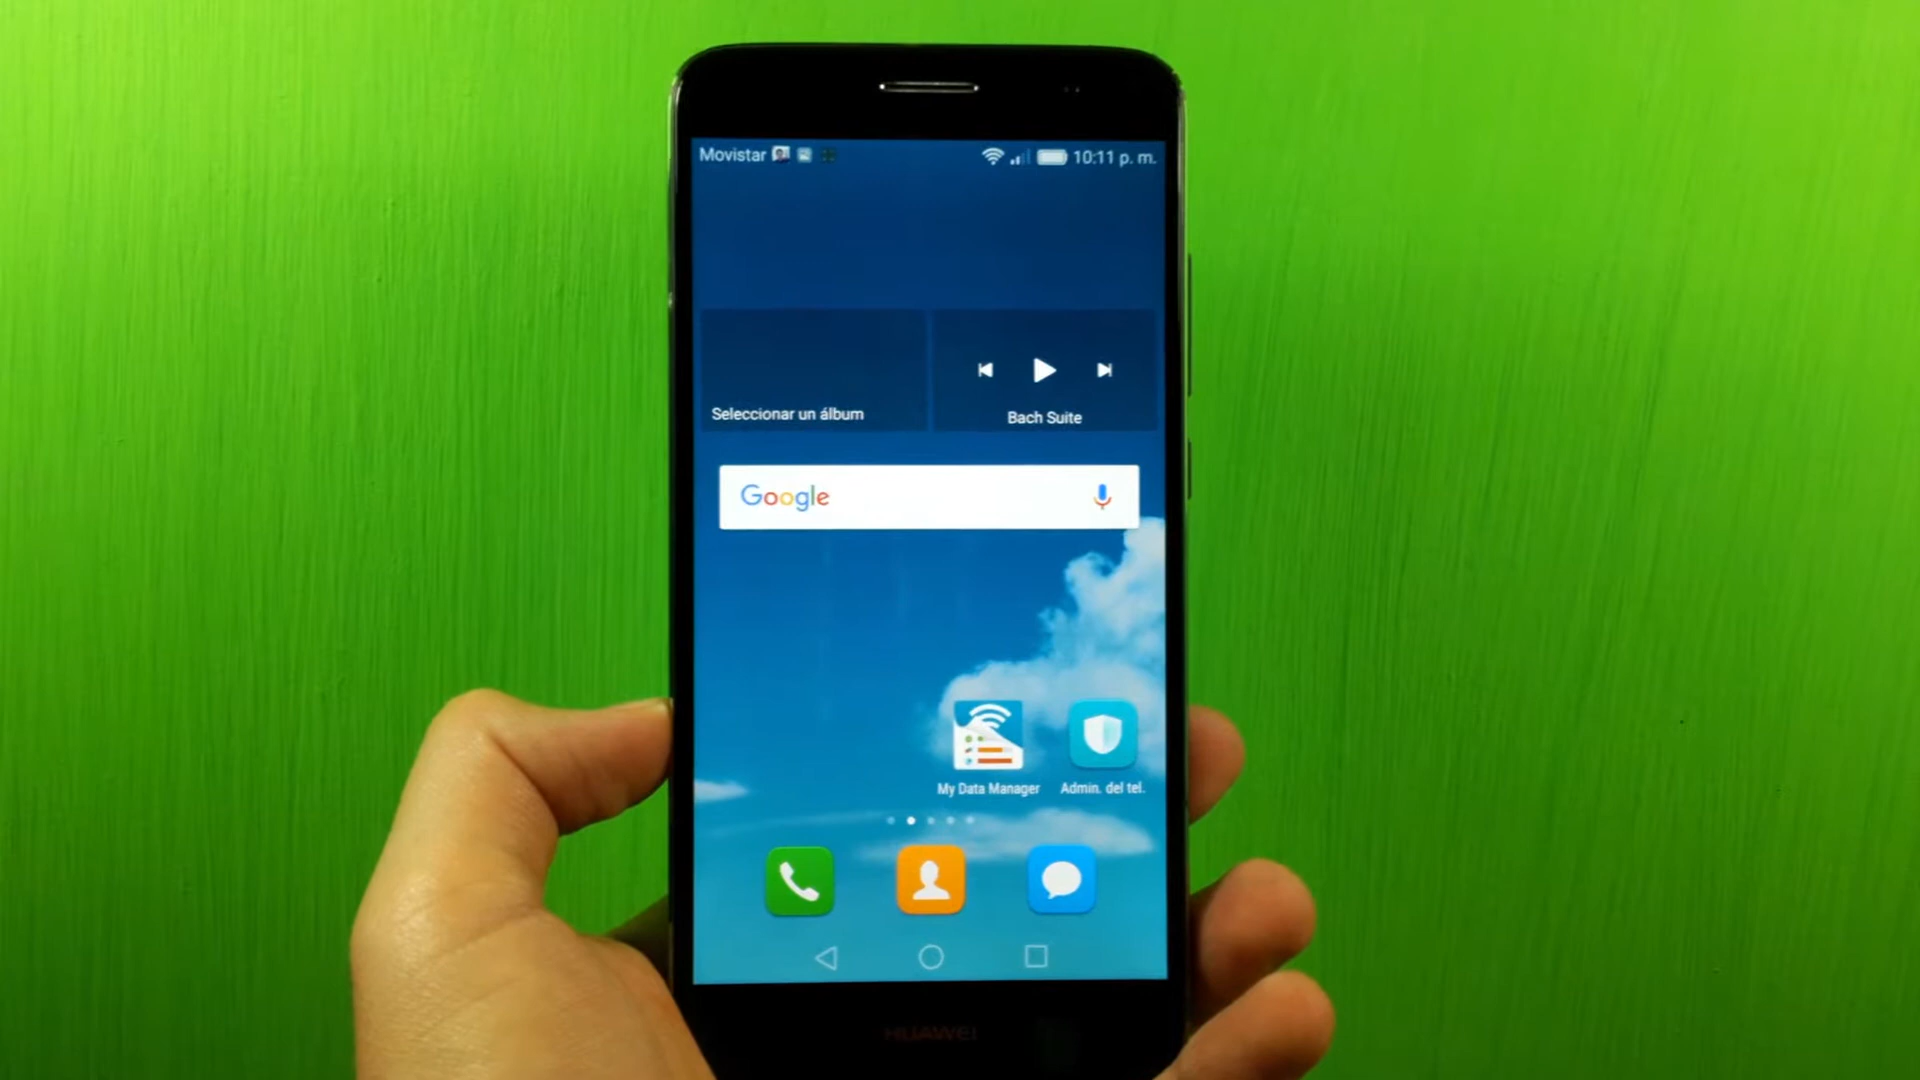 Movistar 10:11 p. m.
Seleccionar un álbum
Bach Suite
Google
My Data Manager Admin. del tel.
HUAWEI